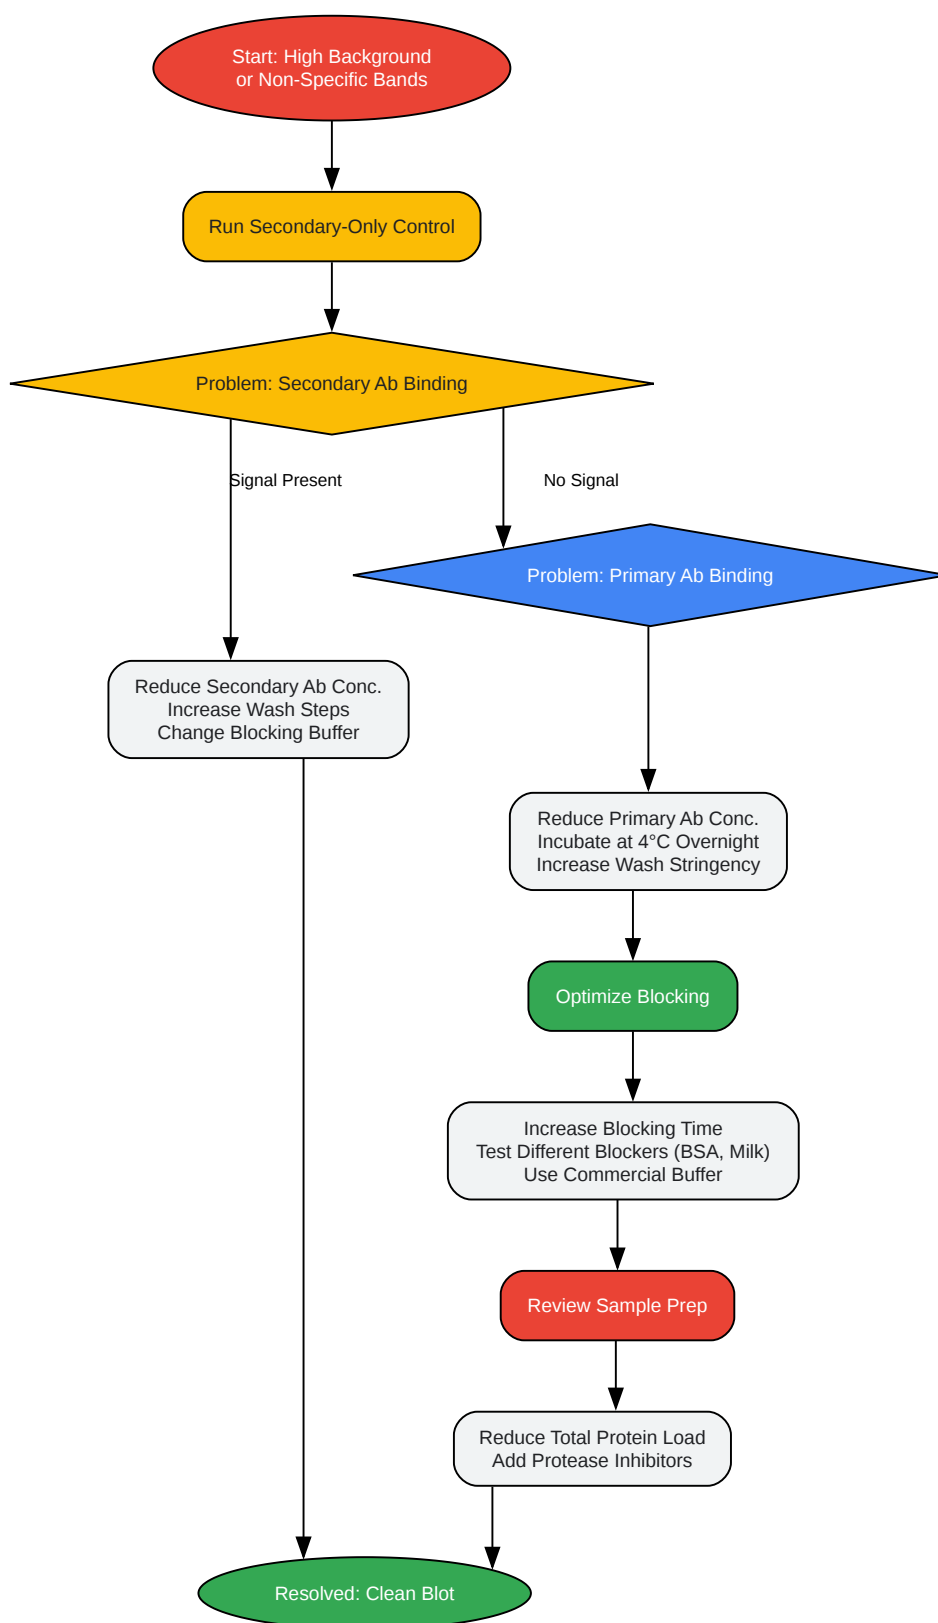 Start: High Background
or Non-Specific Bands
Run Secondary-Only Control
Problem: Secondary Ab Binding
Signal Present
No Signal
Problem: Primary Ab Binding
Reduce Secondary Ab Conc.
Increase Wash Steps
Change Blocking Buffer
Reduce Primary Ab Conc.
Incubate at 4°C Overnight
Increase Wash Stringency
Optimize Blocking
Increase Blocking Time
Test Different Blockers (BSA, Milk)
Use Commercial Buffer
Review Sample Prep
Reduce Total Protein Load
Add Protease Inhibitors
Resolved: Clean Blot